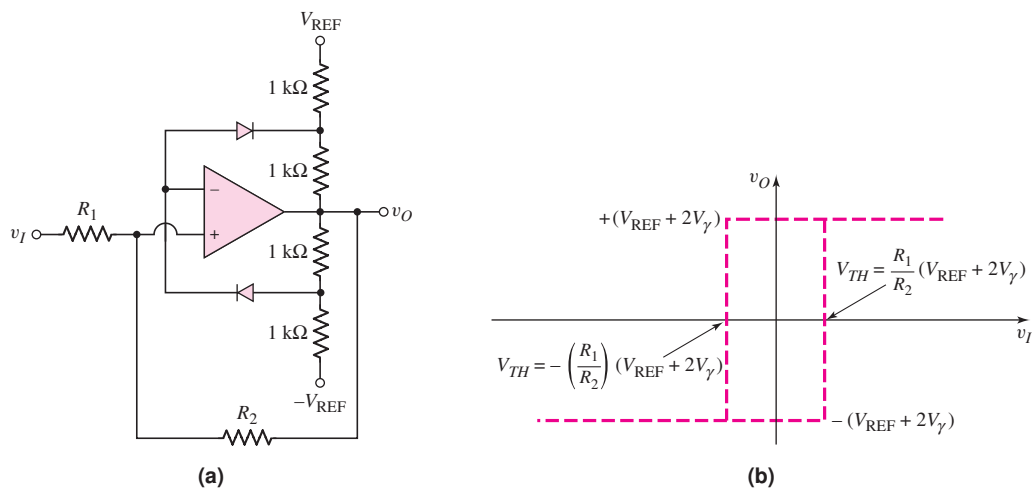 V_REF
1 kΩ
1 kΩ
−
+
R_1
v_I
v_O
1 kΩ
1 kΩ
−V_REF
R_2
(a)
v_O
+(V_REF + 2V_γ)
V_TH = R_1/R_2 (V_REF + 2V_γ)
v_I
V_TH = −(R_1/R_2)(V_REF + 2V_γ)
−(V_REF + 2V_γ)
(b)